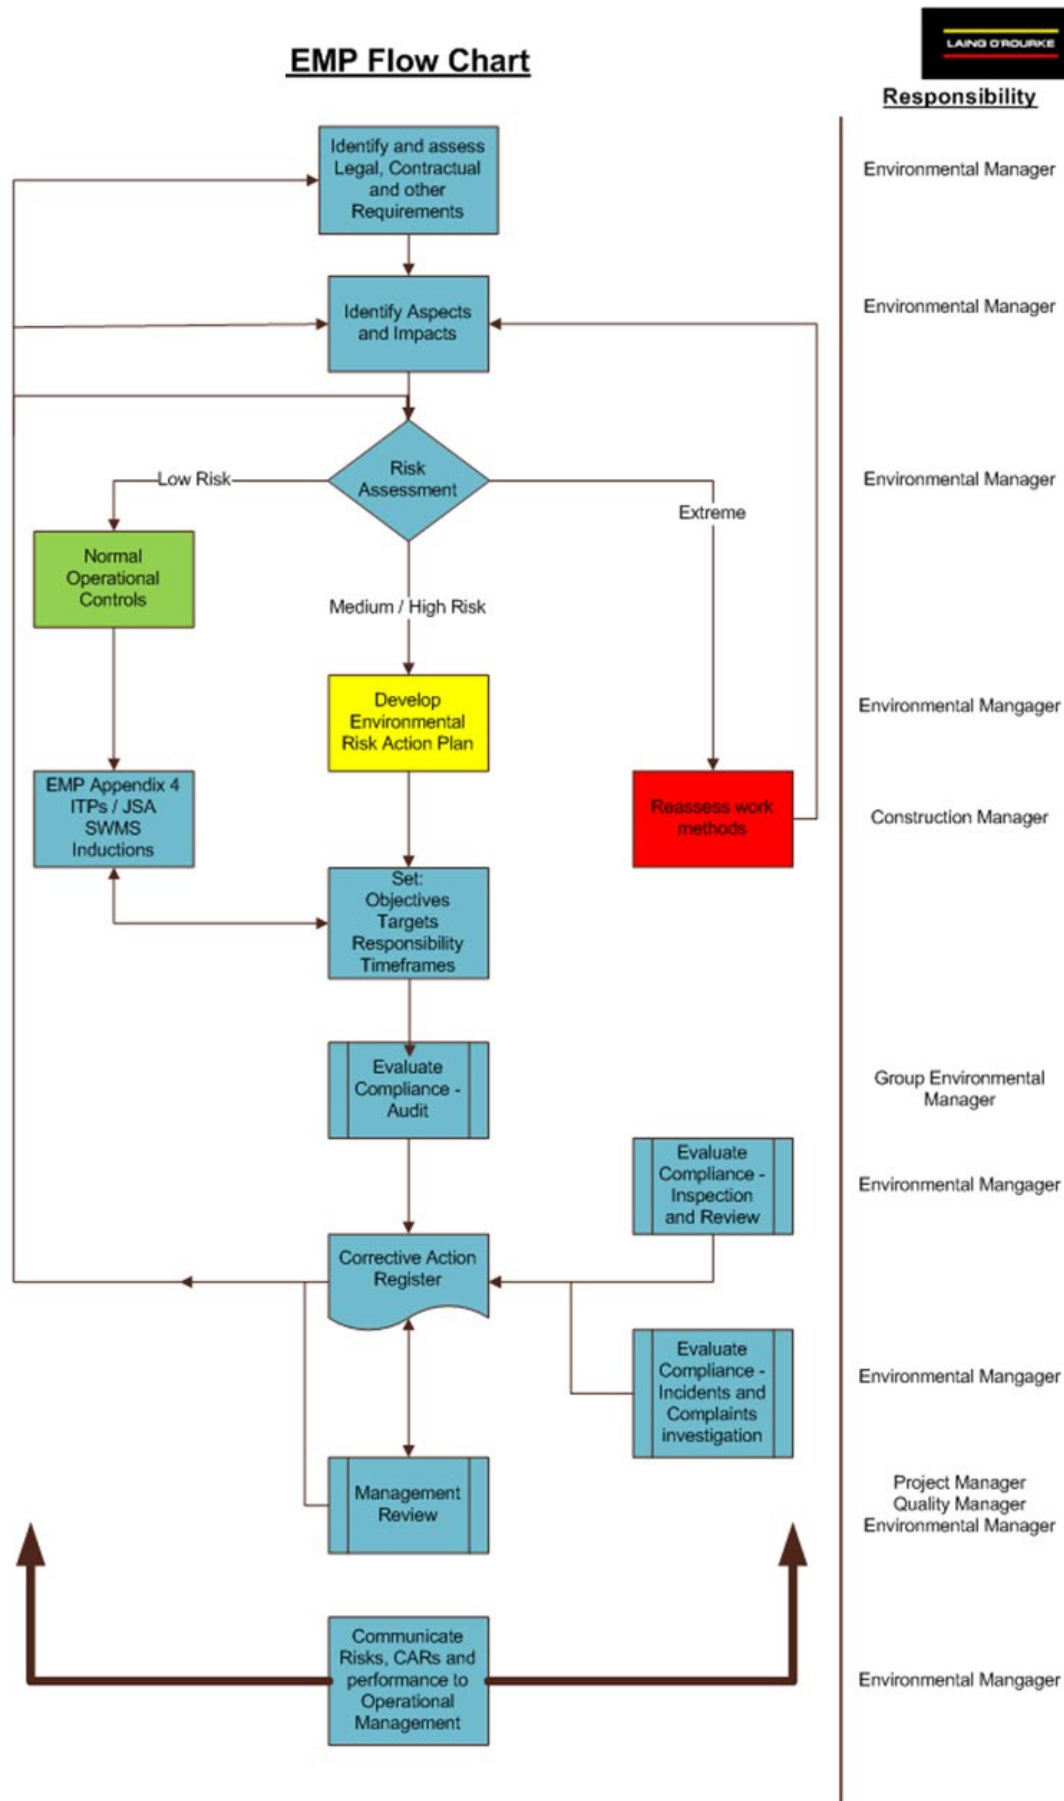 EMP Flow Chart
LAING O'ROURKE
Responsibility
Identify and assess
Legal, Contractual
and other
Requirements
Environmental Manager
Identify Aspects
and Impacts
Environmental Manager
Low Risk
Risk
Assessment
Environmental Manager
Extreme
Normal
Operational
Controls
Medium / High Risk
Develop
Environmental
Risk Action Plan
Environmental Mangager
EMP Appendix 4
ITPs / JSA
SWMS
Inductions
Reassess work
methods
Construction Manager
Set:
Objectives
Targets
Responsibility
Timeframes
Evaluate
Compliance -
Audit
Group Environmental
Manager
Evaluate
Compliance -
Inspection
and Review
Environmental Mangager
Corrective Action
Register
Evaluate
Compliance -
Incidents and
Complaints
investigation
Environmental Mangager
Management
Review
Project Manager
Quality Manager
Environmental Manager
Communicate
Risks, CARs and
performance to
Operational
Management
Environmental Mangager